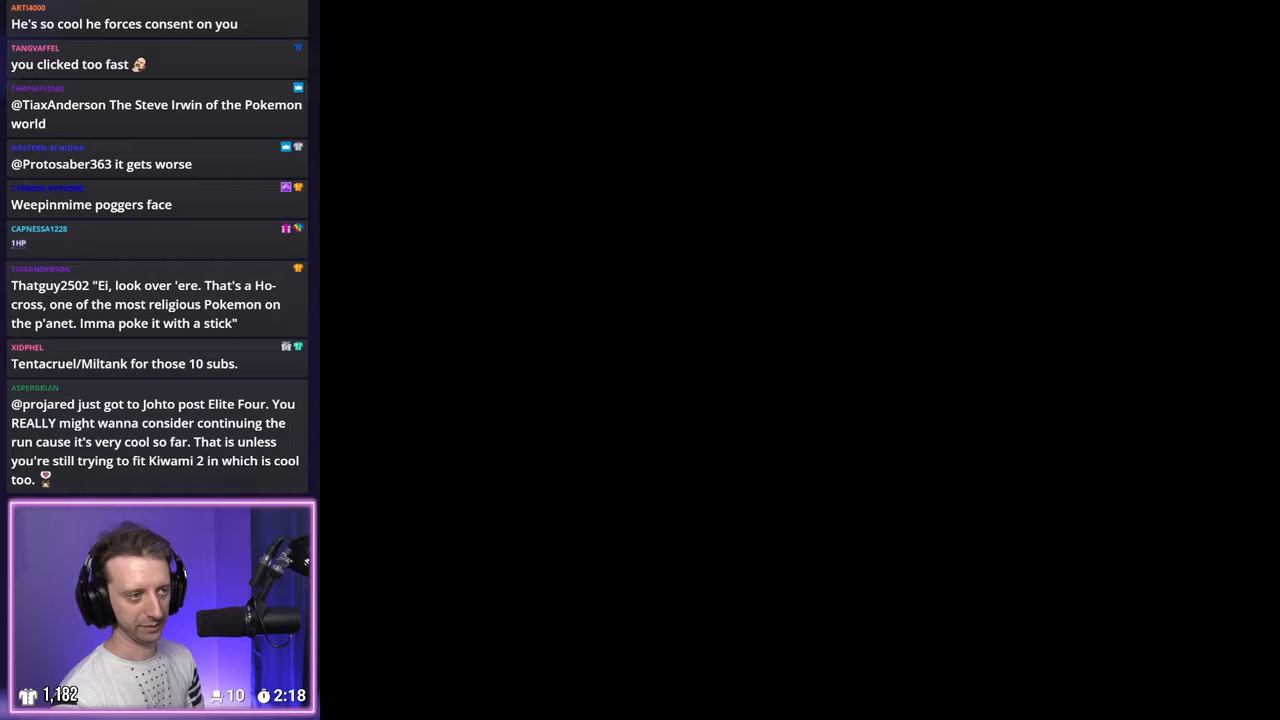 ARTI4000
He's so cool he forces consent on you
TANGVAFFEL
you clicked too fast
THATGUY2502
@TiaxAnderson The Steve Irwin of the Pokemon
world
@Protosaber363 it gets worse
Weepinmime poggers face
CAPNESSA1228
1HP
TIAXANDERSON
Thatguy2502 "Ei, look over 'ere. That's a Ho-
cross, one of the most religious Pokemon on
the p'anet. Imma poke it with a stick"
XIDPHEL
Tentacruel/Miltank for those 10 subs.
ASPERGRIAN
@projared just got to Johto post Elite Four. You
REALLY might wanna consider continuing the
run cause it's very cool so far. That is unless
you're still trying to fit Kiwami 2 in which is cool
too.
1,182 10 2:18